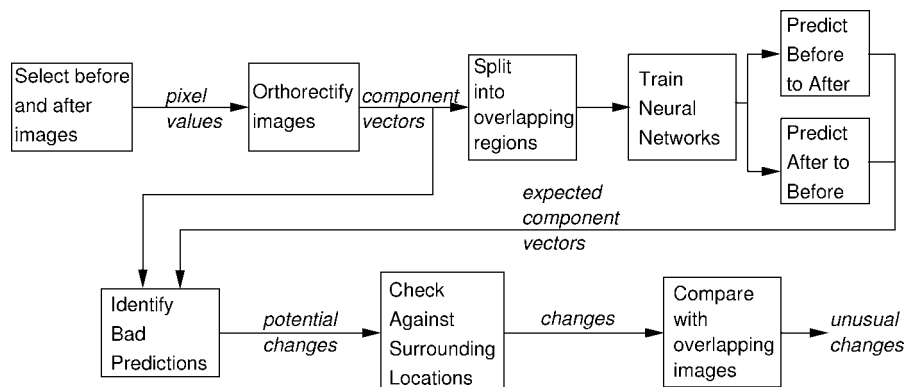 Select before
and after
images
pixel
values
Orthorectify
images
component
vectors
Split
into
overlapping
regions
Train
Neural
Networks
Predict
Before
to After
Predict
After to
Before
expected
component
vectors
Identify
Bad
Predictions
potential
changes
Check
Against
Surrounding
Locations
changes
Compare
with
overlapping
images
unusual
changes